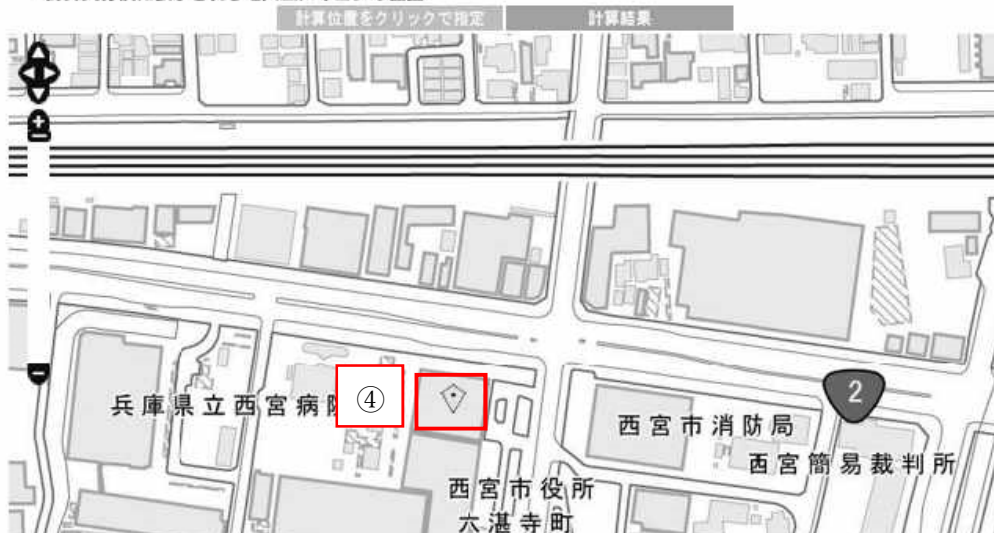 計算位置をクリックで指定 計算結果
兵庫県立西宮病
④
西宮市消防局
2
西宮簡易裁判所
西宮市役所
六湛寺町